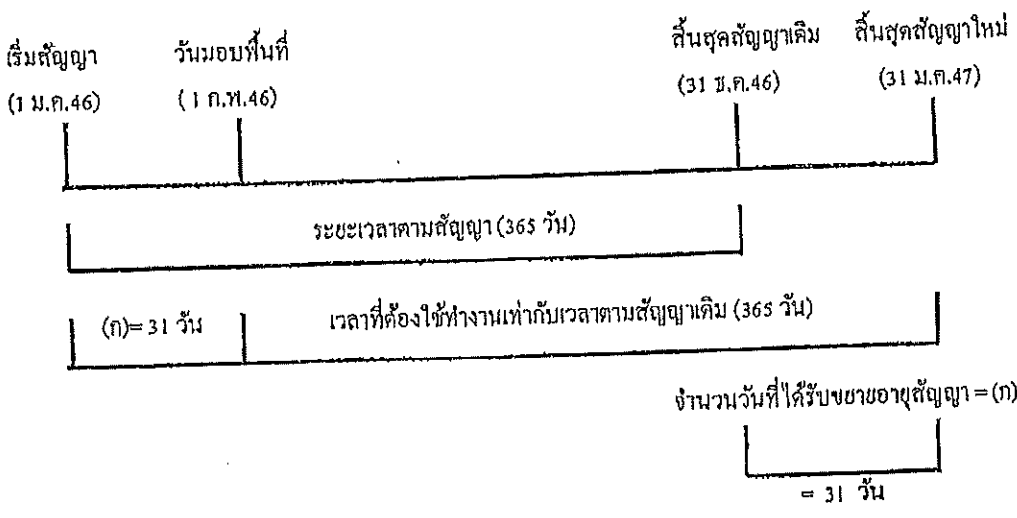 เริ่มสัญญา วันมอบพื้นที่ สิ้นสุดสัญญาเดิม สิ้นสุดสัญญาใหม่
(1 ม.ค.46) (1 ก.พ.46) (31 ธ.ค.46) (31 ม.ค.47)
ระยะเวลาตามสัญญา (365 วัน)
(ก)= 31 วัน เวลาที่ต้องใช้ทำงานเท่ากับเวลาตามสัญญาเดิม (365 วัน)
จำนวนวันที่ได้รับขยายอายุสัญญา = (ก)
= 31 วัน